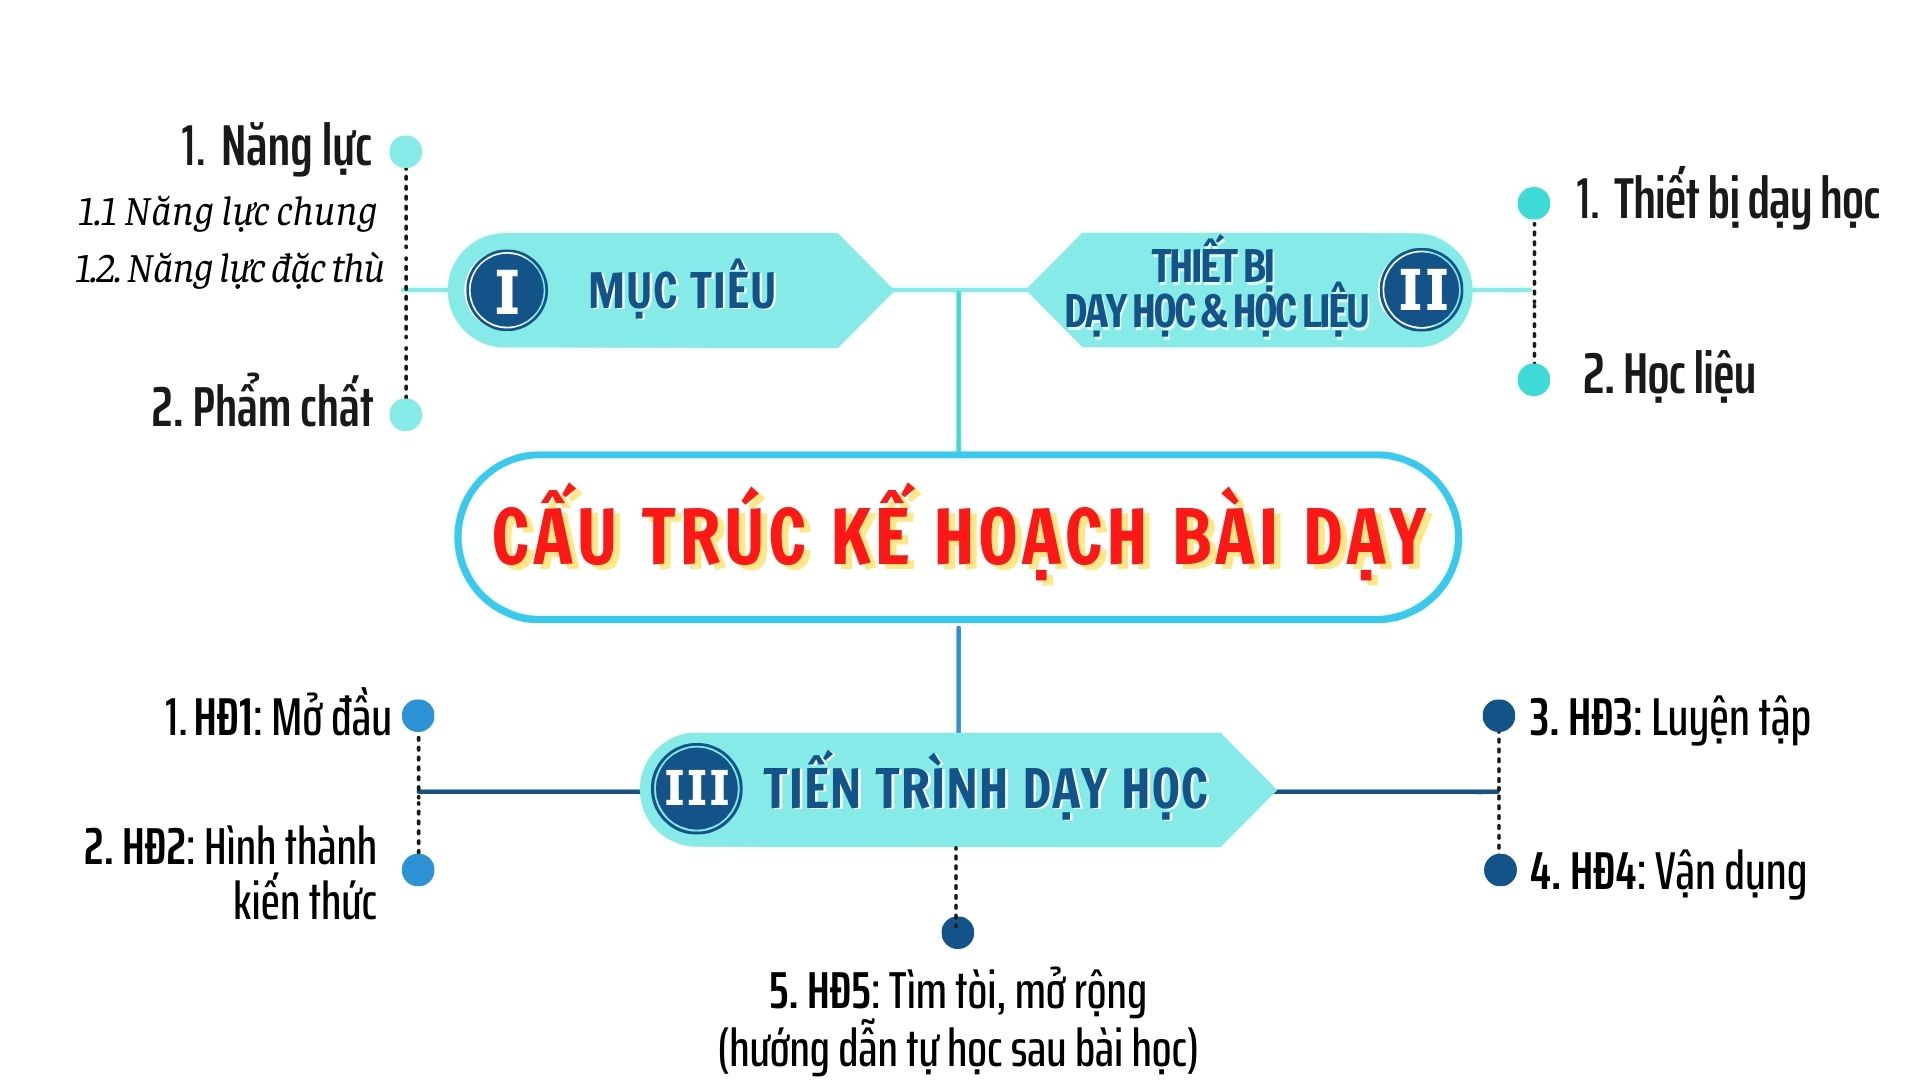 1. Năng lực
1.1 Năng lực chung
1.2. Năng lực đặc thù
2. Phẩm chất
I
MỤC TIÊU
THIẾT BỊ
DẠY HỌC & HỌC LIỆU
II
1. Thiết bị dạy học
2. Học liệu
CẤU TRÚC KẾ HOẠCH BÀI DẠY
1. HĐ1: Mở đầu
2. HĐ2: Hình thành
kiến thức
III
TIẾN TRÌNH DẠY HỌC
3. HĐ3: Luyện tập
4. HĐ4: Vận dụng
5. HĐ5: Tìm tòi, mở rộng
(hướng dẫn tự học sau bài học)